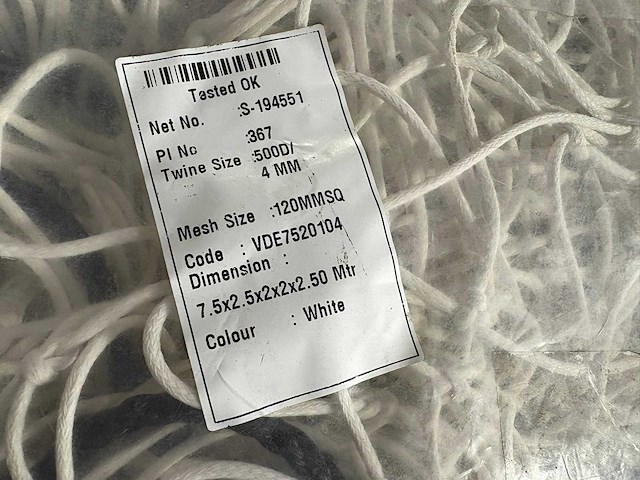 Tasted OK
Net No. :S-194551
PI No :367
Twine Size :500D/
4 MM
Mesh Size :120MMSQ
Code : VDE7520104
Dimension :
7.5x2.5x2x2x2.50 Mtr
Colour : White